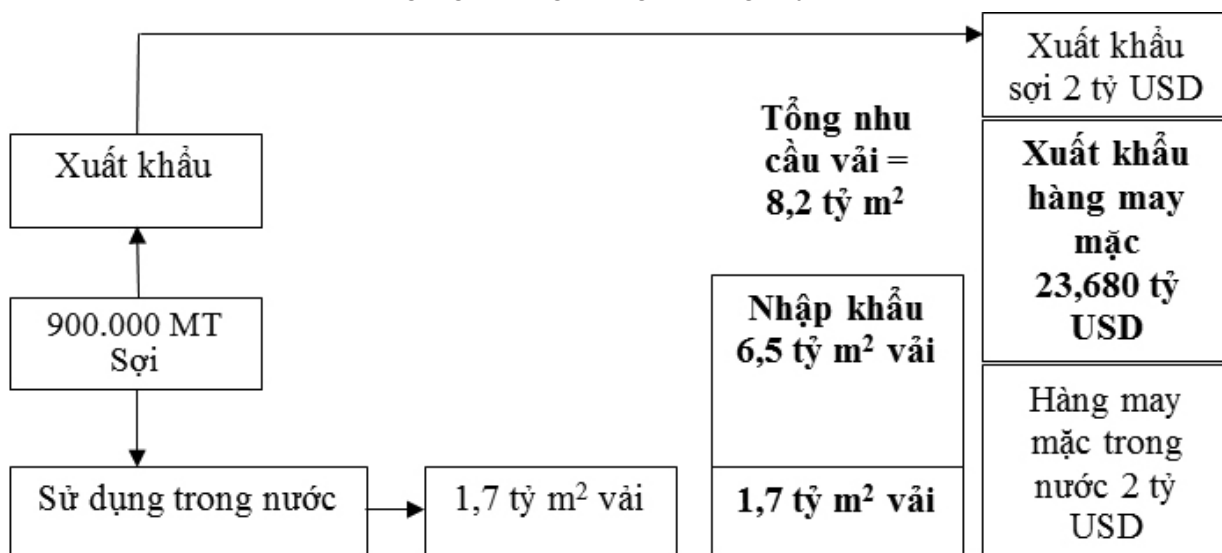 Xuất khẩu
sợi 2 tỷ USD
Tổng nhu
cầu vải =
8,2 tỷ m²
Xuất khẩu
Xuất khẩu
hàng may
mặc
23,680 tỷ
USD
900.000 MT
Sợi
Nhập khẩu
6,5 tỷ m² vải
Hàng may
mặc trong
nước 2 tỷ
USD
Sử dụng trong nước
1,7 tỷ m² vải
1,7 tỷ m² vải